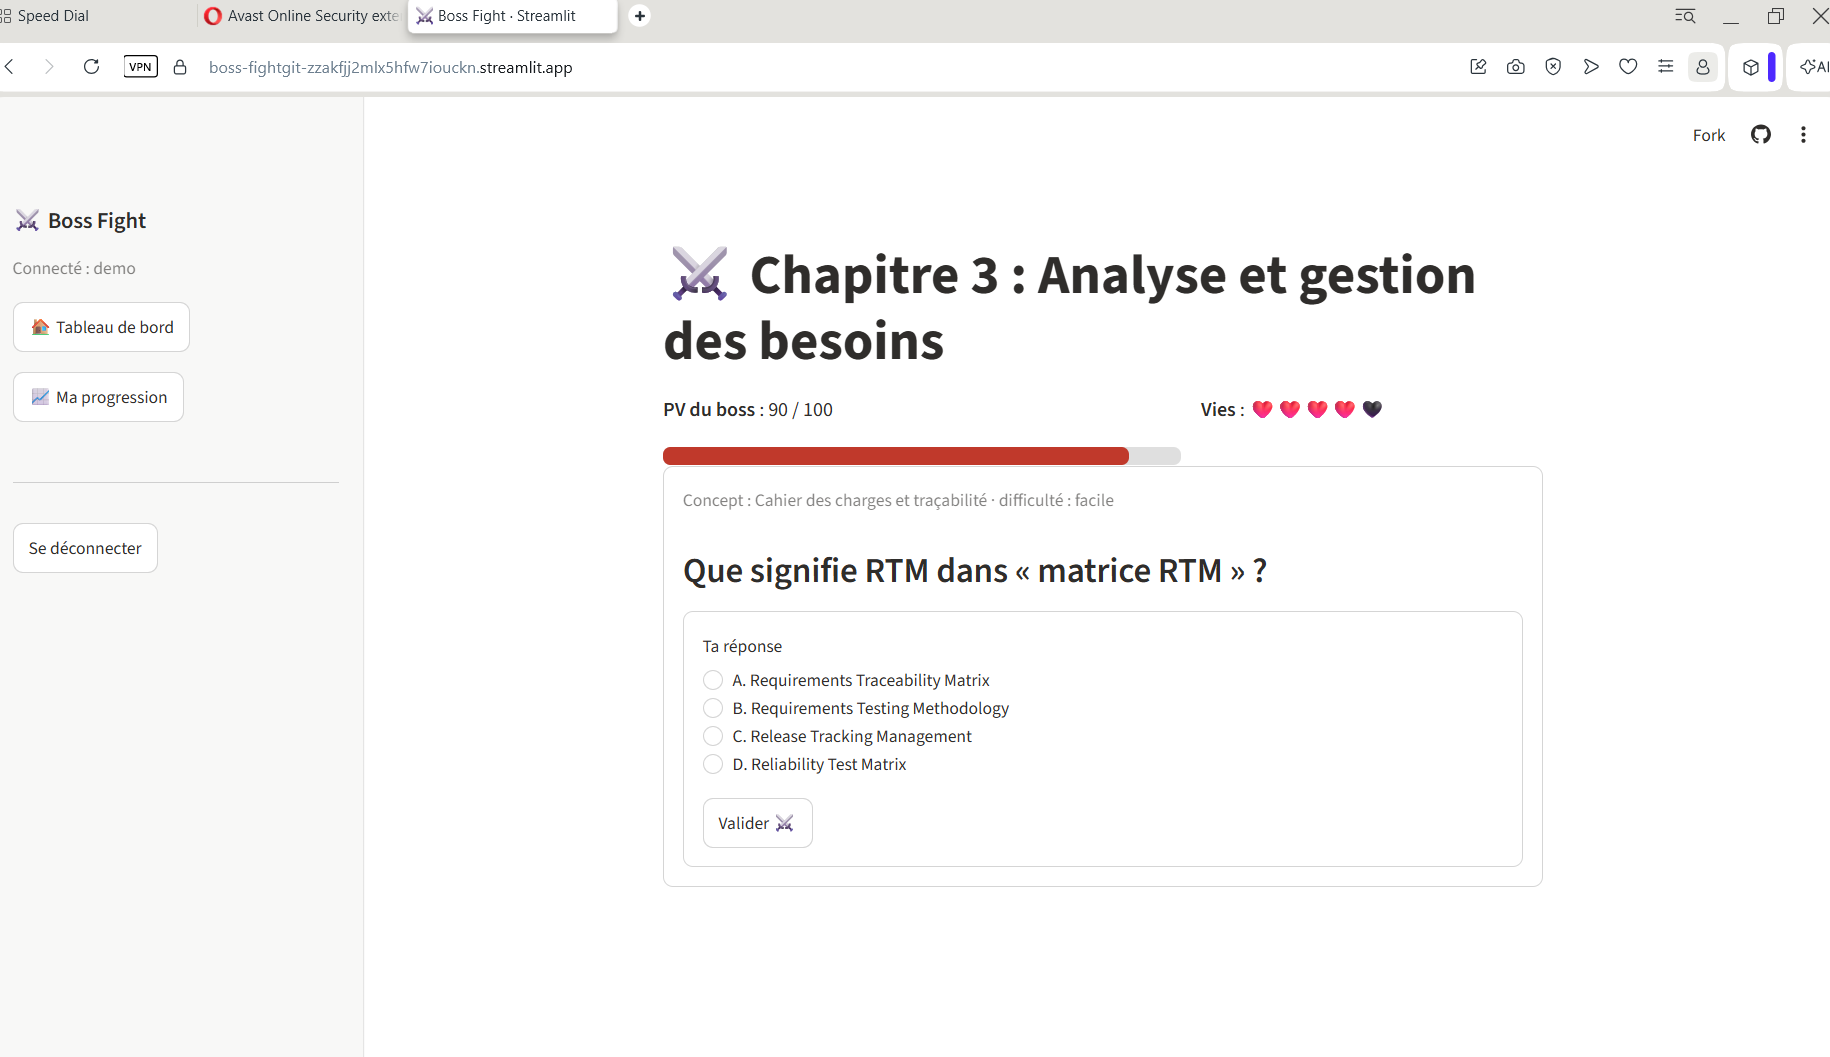 Speed Dial
Avast Online Security exte
Boss Fight · Streamlit
VPN
boss-fightgit-zzakfjj2mlx5hfw7iouckn.streamlit.app
AI
Fork
Boss Fight
Connecté : demo
Tableau de bord
Ma progression
Se déconnecter
Chapitre 3 : Analyse et gestion
des besoins
PV du boss : 90 / 100
Vies :
Concept : Cahier des charges et traçabilité · difficulté : facile
Que signifie RTM dans « matrice RTM » ?
Ta réponse
A. Requirements Traceability Matrix
B. Requirements Testing Methodology
C. Release Tracking Management
D. Reliability Test Matrix
Valider